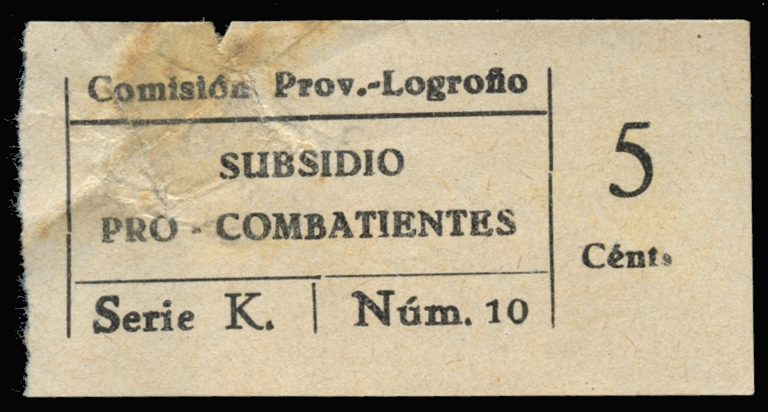 Comisión Prov.-Logroño
SUBSIDIO
PRO - COMBATIENTES
Serie K. | Núm. 10
5
Cénts